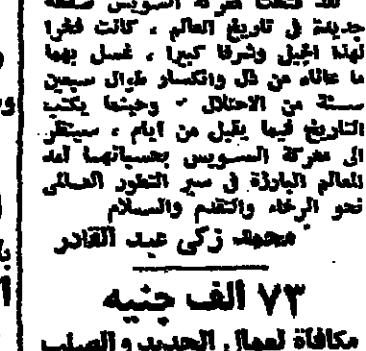 لقد فتحت معركة السويس صفحة
جديدة في تاريخ العالم ، كانت فخرا
لهذا الجيل وشرفا كبيرا ، غسل بهما
ما عاناه من ذل وانكسار طوال سبعين
سنة من الاحتلال . وحينما يكتب
التاريخ فيما يقبل من أيام ، سينظر
الى معركة السويس بحسبانها أحد
المعالم البارزة في سير التطور العالمى
نحو الرخاء والتقدم والسلام
محمد زكى عبد القادر
٧٣ الف جنيه
مكافأة لعمال الحديد والصلب